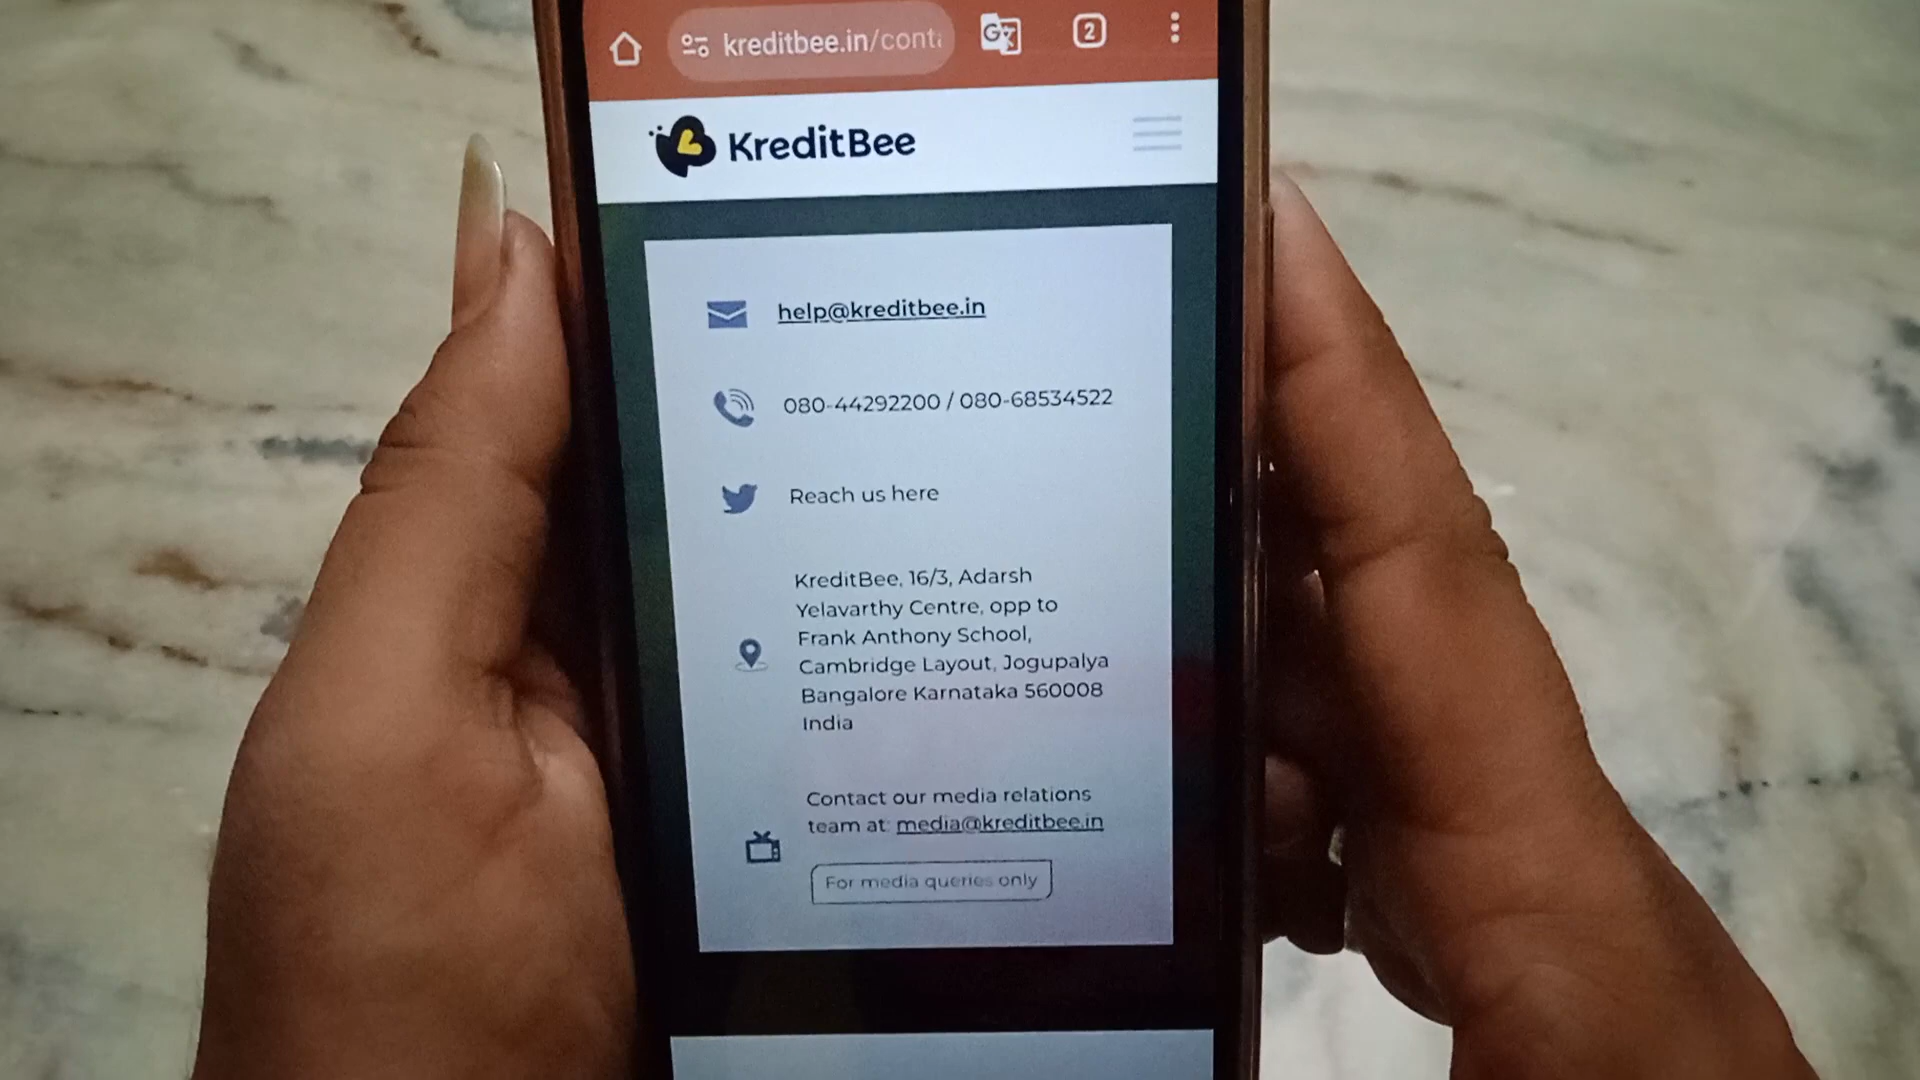 kreditbee.in/conta
2
KreditBee
help@kreditbee.in
080-44292200 / 080-68534522
Reach us here
KreditBee, 16/3, Adarsh
Yelavarthy Centre, opp to
Frank Anthony School,
Cambridge Layout, Jogupalya
Bangalore Karnataka 560008
India
Contact our media relations
team at: media@kreditbee.in
For media queries only